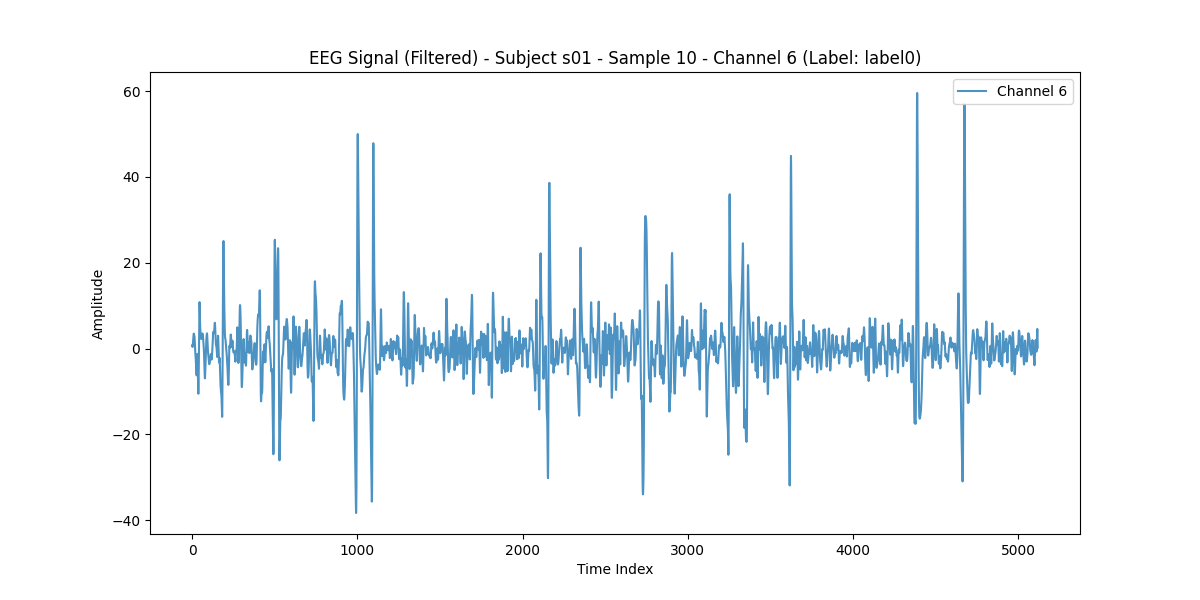 EEG Signal (Filtered) - Subject s01 - Sample 10 - Channel 6 (Label: label0)
Channel 6
60
40
20
0
−20
−40
Amplitude
0 1000 2000 3000 4000 5000
Time Index